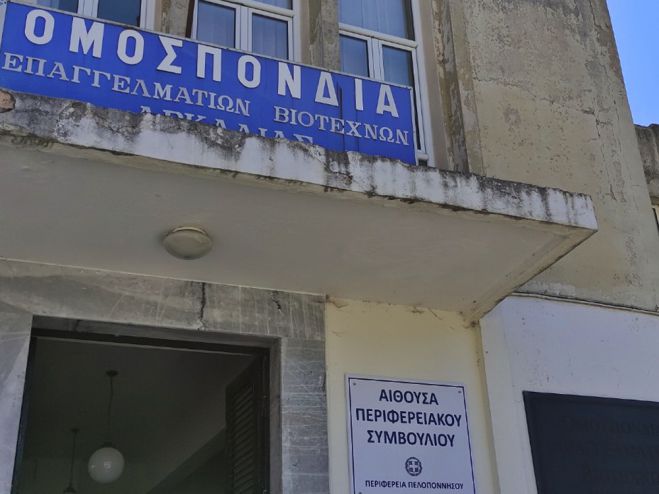 ΟΜΟΣΠΟΝΔΙΑ
ΕΠΑΓΓΕΛΜΑΤΙΩΝ ΒΙΟΤΕΧΝΩΝ
ΑΡΚΑΔΙΑΣ
ΑΙΘΟΥΣΑ
ΠΕΡΙΦΕΡΕΙΑΚΟΥ
ΣΥΜΒΟΥΛΙΟΥ
ΠΕΡΙΦΕΡΕΙΑ ΠΕΛΟΠΟΝΝΗΣΟΥ